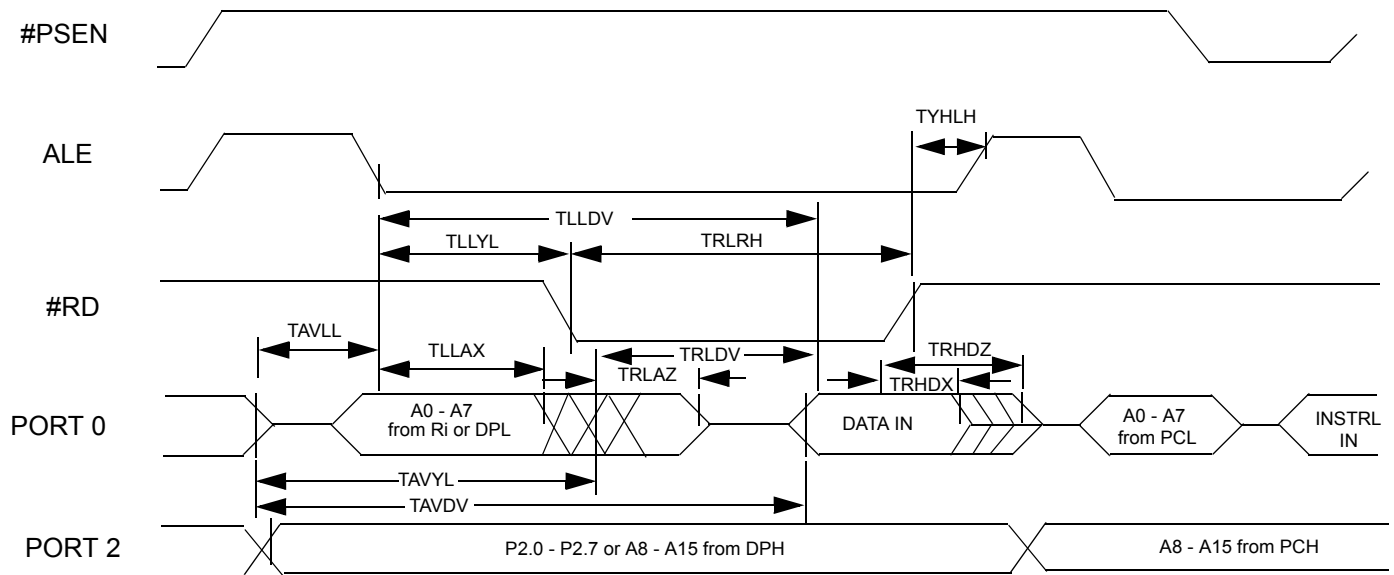 #PSEN
TYHLH
ALE
TLLDV
TLLYL
TRLRH
#RD
TAVLL
TLLAX
TRLDV
TRHDZ
TRLAZ
TRHDX
PORT 0
A0 - A7
from Ri or DPL
DATA IN
A0 - A7
from PCL
INSTRL
IN
TAVYL
TAVDV
PORT 2
P2.0 - P2.7 or A8 - A15 from DPH
A8 - A15 from PCH